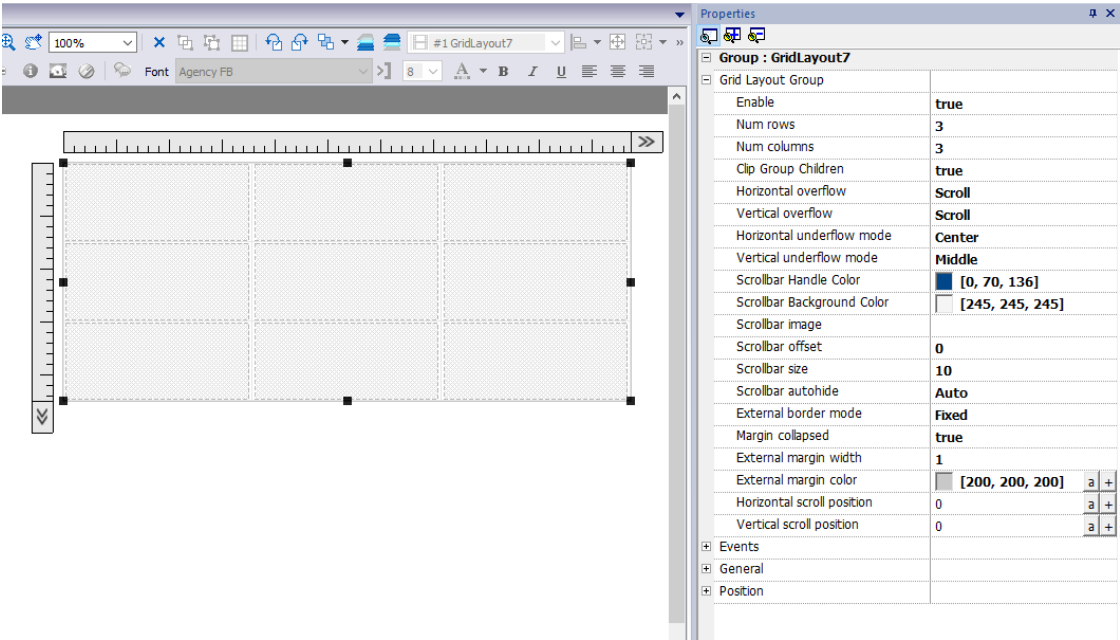 Properties
100%
#1 GridLayout7
Font Agency FB 8 A B I U
Group : GridLayout7
Grid Layout Group
Enable true
Num rows 3
Num columns 3
Clip Group Children true
Horizontal overflow Scroll
Vertical overflow Scroll
Horizontal underflow mode Center
Vertical underflow mode Middle
Scrollbar Handle Color [0, 70, 136]
Scrollbar Background Color [245, 245, 245]
Scrollbar image
Scrollbar offset 0
Scrollbar size 10
Scrollbar autohide Auto
External border mode Fixed
Margin collapsed true
External margin width 1
External margin color [200, 200, 200] a +
Horizontal scroll position 0 a +
Vertical scroll position 0 a +
Events
General
Position